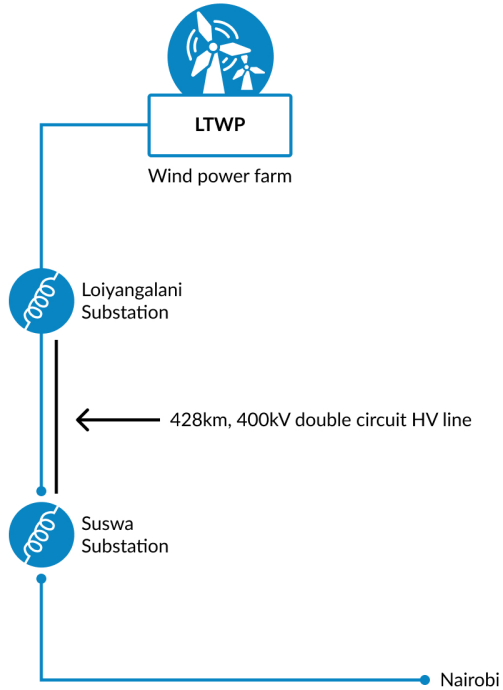 LTWP
Wind power farm
Loiyangalani
Substation
428km, 400kV double circuit HV line
Suswa
Substation
Nairobi